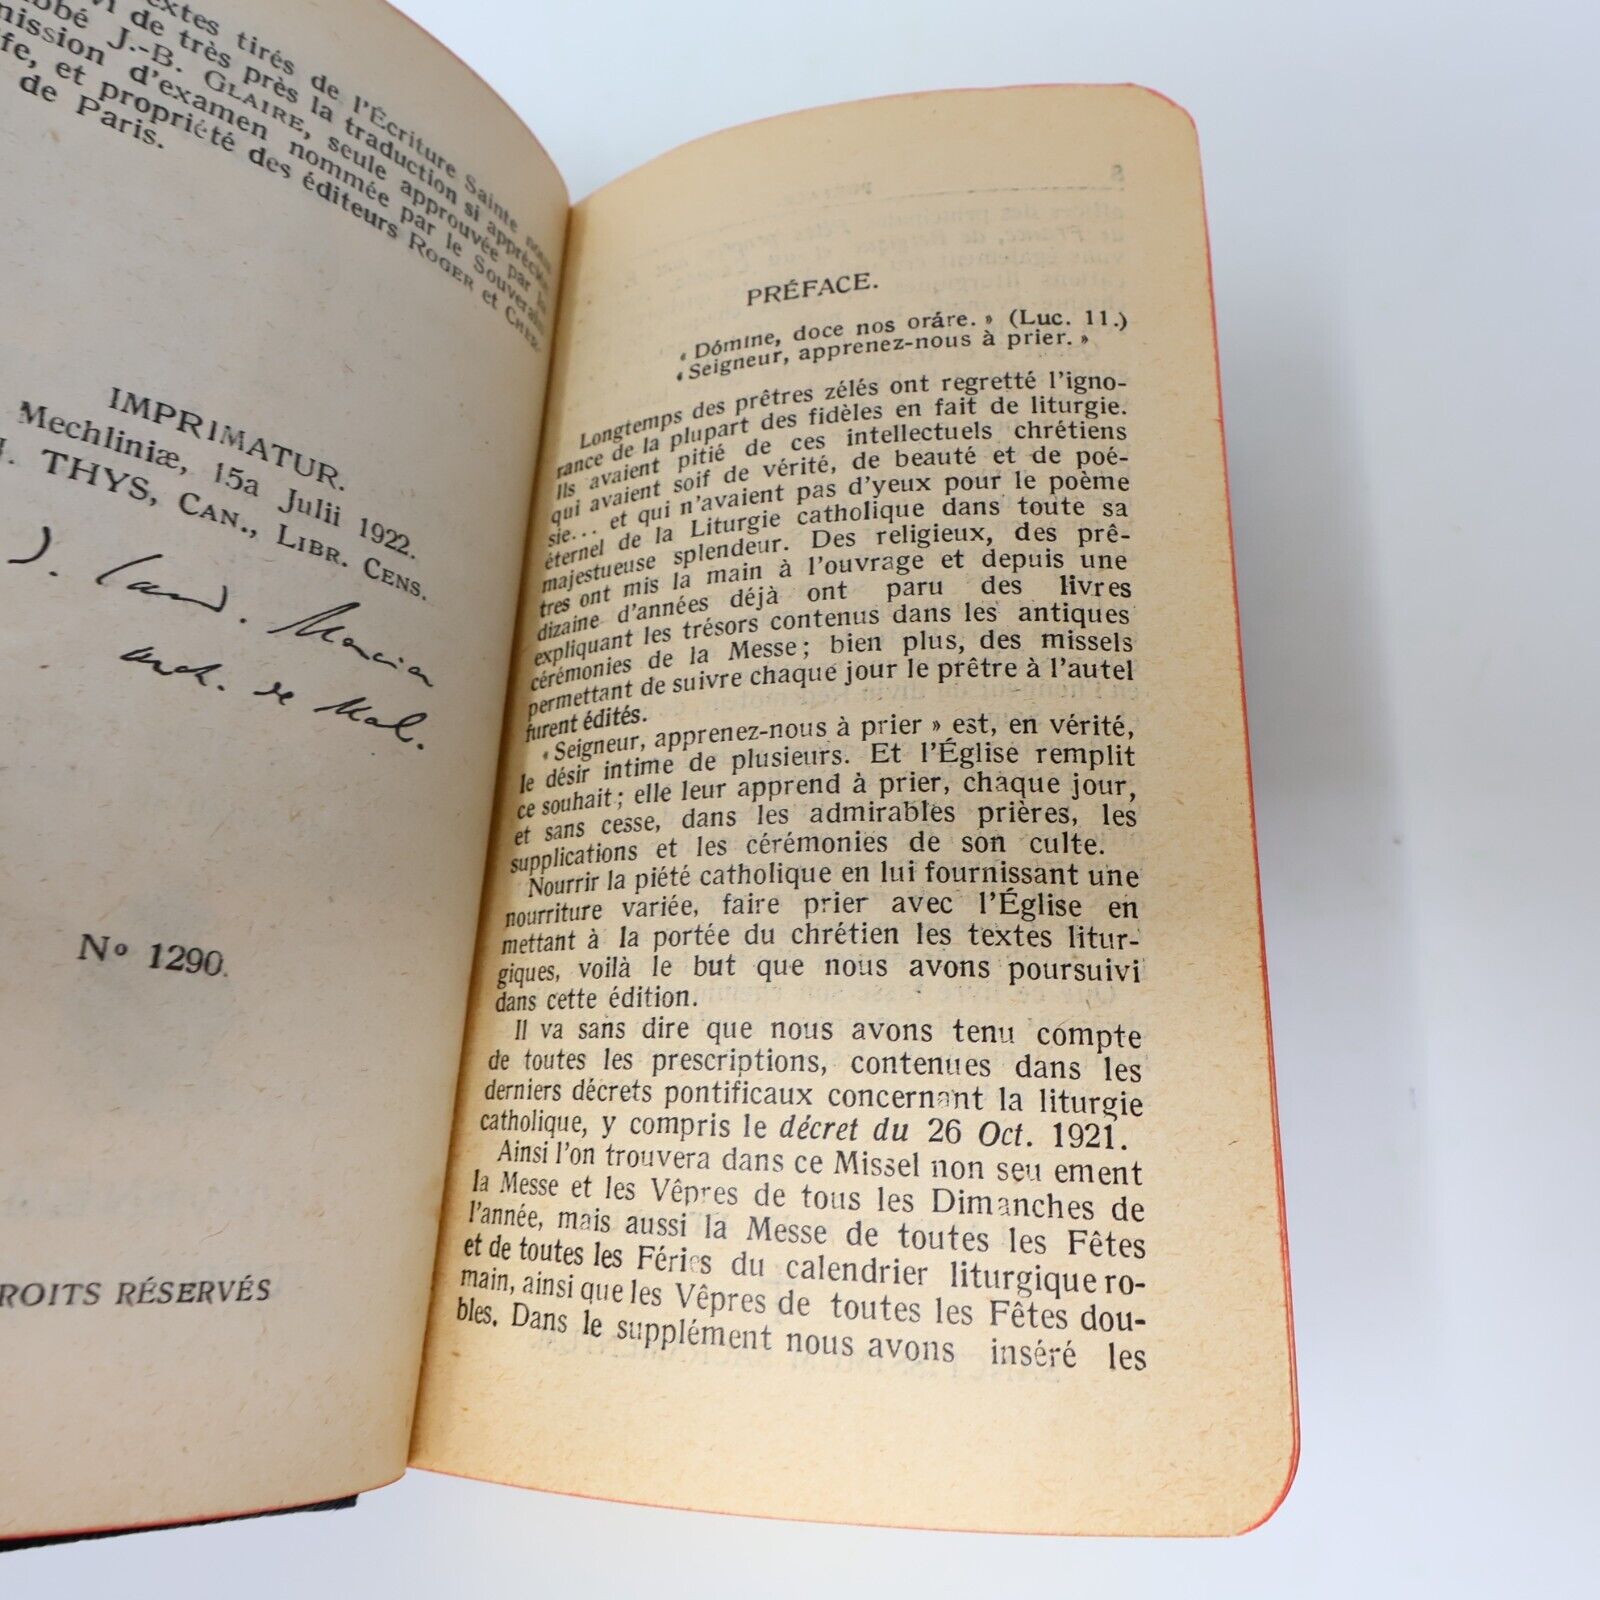 extes tirés de l'Écriture Sainte nous
vi de très près la traduction si appréciée
bbé J.-B. GLAIRE, seule approuvée par la
mission d'examen nommée par le Souverain
ife, et propriété des éditeurs ROGER et CHER-
de Paris.
IMPRIMATUR.
Mechliniæ, 15a Julii 1922.
J. THYS, CAN., LIBR. CENS.
J. Card. Mercier
arch. de Mal.
Nº 1290.
ROITS RÉSERVÉS
PRÉFACE.
« Dómine, doce nos oráre. » (Luc. 11.)
« Seigneur, apprenez-nous à prier. »
Longtemps des prêtres zélés ont regretté l'igno-
rance de la plupart des fidèles en fait de liturgie.
Ils avaient pitié de ces intellectuels chrétiens
qui avaient soif de vérité, de beauté et de poé-
sie... et qui n'avaient pas d'yeux pour le poème
éternel de la Liturgie catholique dans toute sa
majestueuse splendeur. Des religieux, des prê-
tres ont mis la main à l'ouvrage et depuis une
dizaine d'années déjà ont paru des livres
expliquant les trésors contenus dans les antiques
cérémonies de la Messe; bien plus, des missels
permettant de suivre chaque jour le prêtre à l'autel
furent édités.
« Seigneur, apprenez-nous à prier » est, en vérité,
le désir intime de plusieurs. Et l'Église remplit
ce souhait; elle leur apprend à prier, chaque jour,
et sans cesse, dans les admirables prières, les
supplications et les cérémonies de son culte.
Nourrir la piété catholique en lui fournissant une
nourriture variée, faire prier avec l'Église en
mettant à la portée du chrétien les textes litur-
giques, voilà le but que nous avons poursuivi
dans cette édition.
Il va sans dire que nous avons tenu compte
de toutes les prescriptions, contenues dans les
derniers décrets pontificaux concernant la liturgie
catholique, y compris le décret du 26 Oct. 1921.
Ainsi l'on trouvera dans ce Missel non seu ement
la Messe et les Vêpres de tous les Dimanches de
l'année, mais aussi la Messe de toutes les Fêtes
et de toutes les Féries du calendrier liturgique ro-
main, ainsi que les Vêpres de toutes les Fêtes dou-
bles. Dans le supplément nous avons inséré les